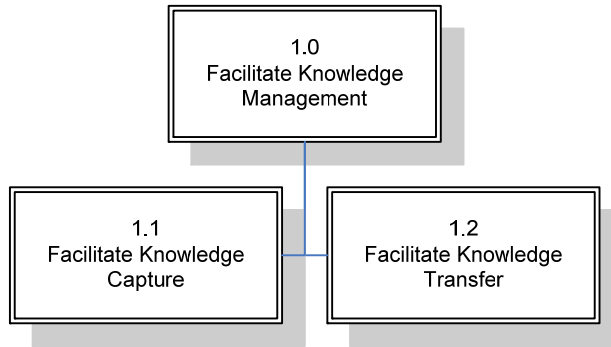 1.0
Facilitate Knowledge
Management
1.1
Facilitate Knowledge
Capture
1.2
Facilitate Knowledge
Transfer